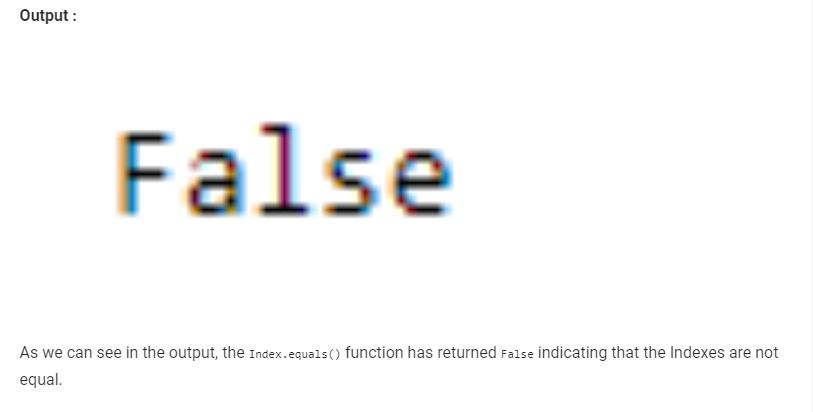 Output :
False
As we can see in the output, the Index.equals() function has returned False indicating that the Indexes are not
equal.